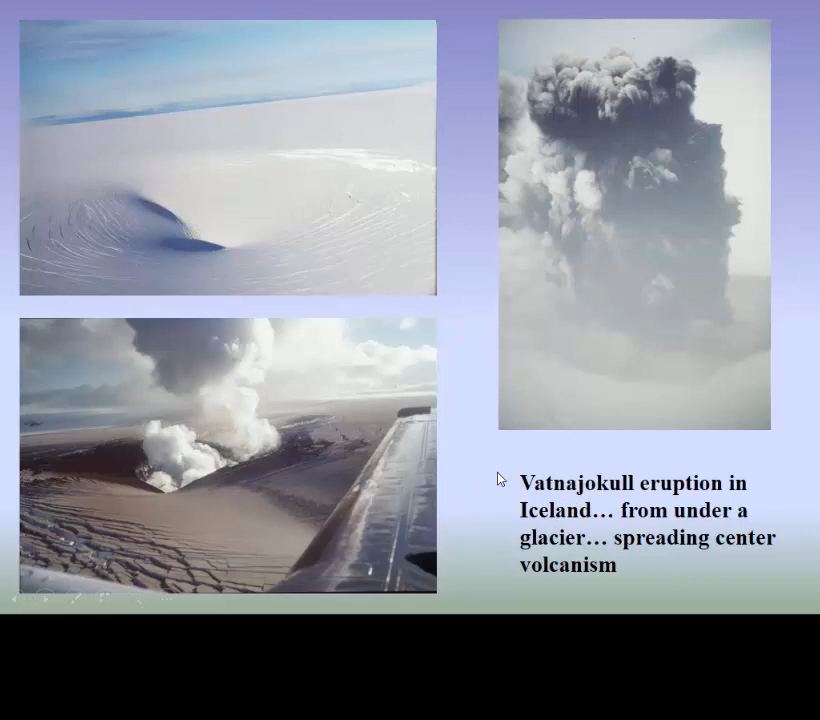 Vatnajokull eruption in
Iceland… from under a
glacier… spreading center
volcanism